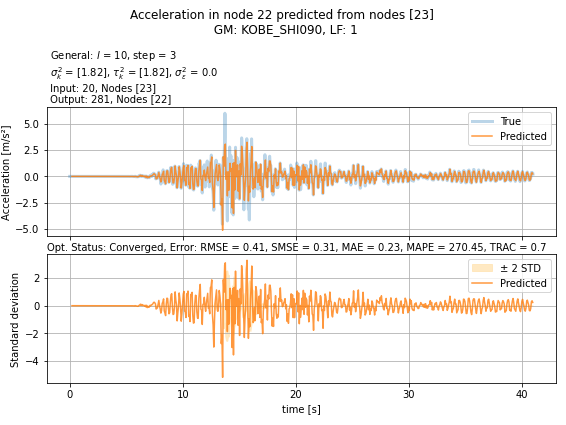 Acceleration in node 22 predicted from nodes [23]
GM: KOBE_SHI090, LF: 1
General: l = 10, step = 3
σ²ₖ = [1.82], τ²ₖ = [1.82], σ²ₑ = 0.0
Input: 20, Nodes [23]
Output: 281, Nodes [22]
Acceleration [m/s²]
5.0
2.5
0.0
−2.5
−5.0
True
Predicted
Opt. Status: Converged, Error: RMSE = 0.41, SMSE = 0.31, MAE = 0.23, MAPE = 270.45, TRAC = 0.7
Standard deviation
2
0
−2
−4
± 2 STD
Predicted
0
10
20
30
40
time [s]